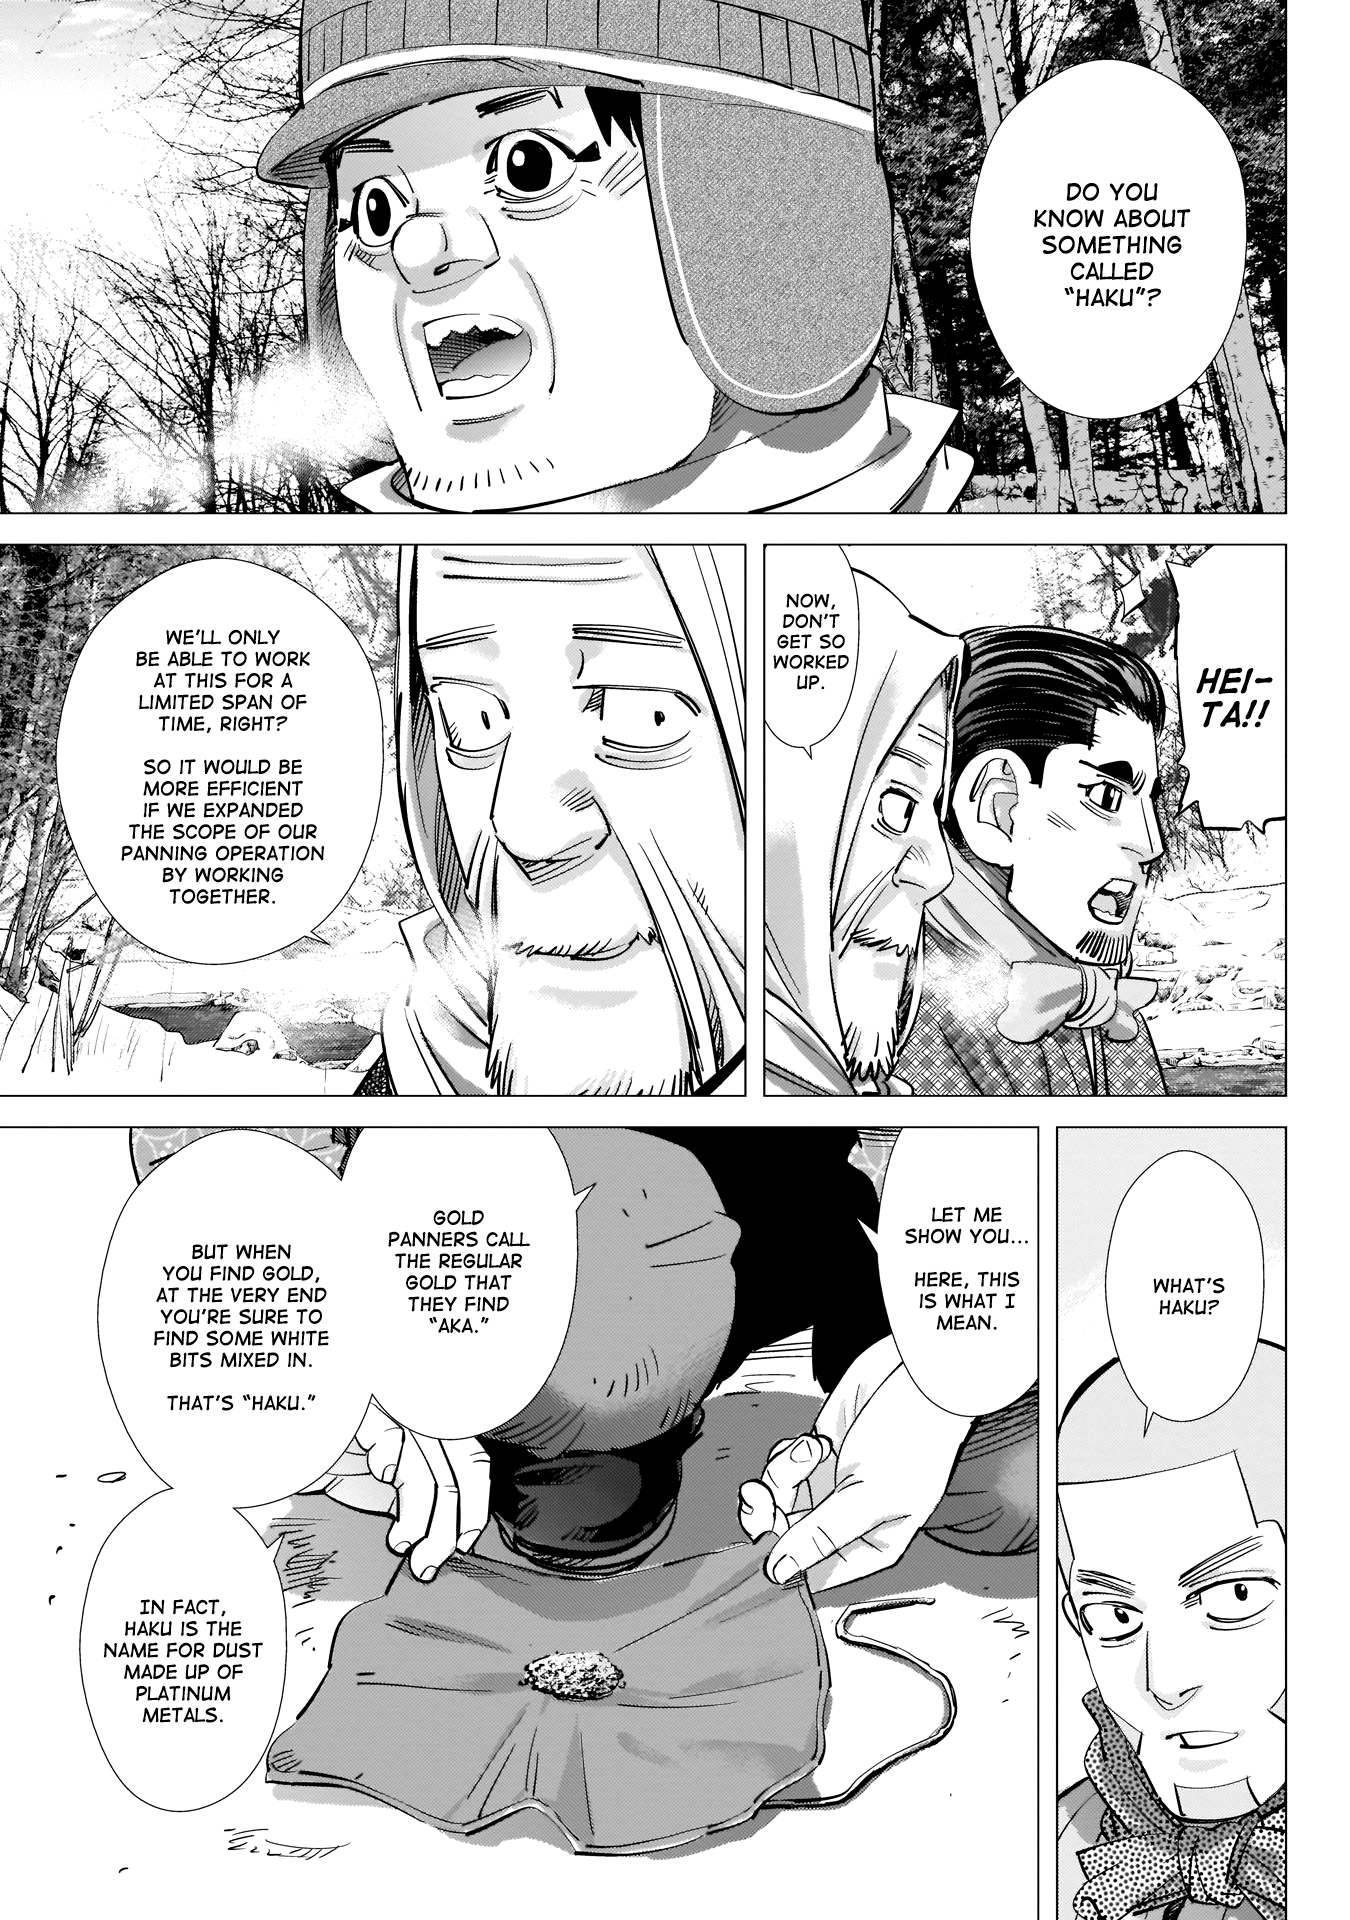 DO YOU
KNOW ABOUT
SOMETHING
CALLED
"HAKU"?
HEI-
TA!!
NOW,
DON'T
GET SO
WORKED
UP.
WE'LL ONLY
BE ABLE TO WORK
AT THIS FOR A
LIMITED SPAN OF
TIME, RIGHT?
SO IT WOULD BE
MORE EFFICIENT
IF WE EXPANDED
THE SCOPE OF OUR
PANNING OPERATION
BY WORKING
TOGETHER.
WHAT'S
HAKU?
LET ME
SHOW YOU...
HERE, THIS
IS WHAT I
MEAN.
GOLD
PANNERS CALL
THE REGULAR
GOLD THAT
THEY FIND
"AKA."
BUT WHEN
YOU FIND GOLD,
AT THE VERY END
YOU'RE SURE TO
FIND SOME WHITE
BITS MIXED IN.
THAT'S "HAKU."
IN FACT,
HAKU IS THE
NAME FOR DUST
MADE UP OF
PLATINUM
METALS.